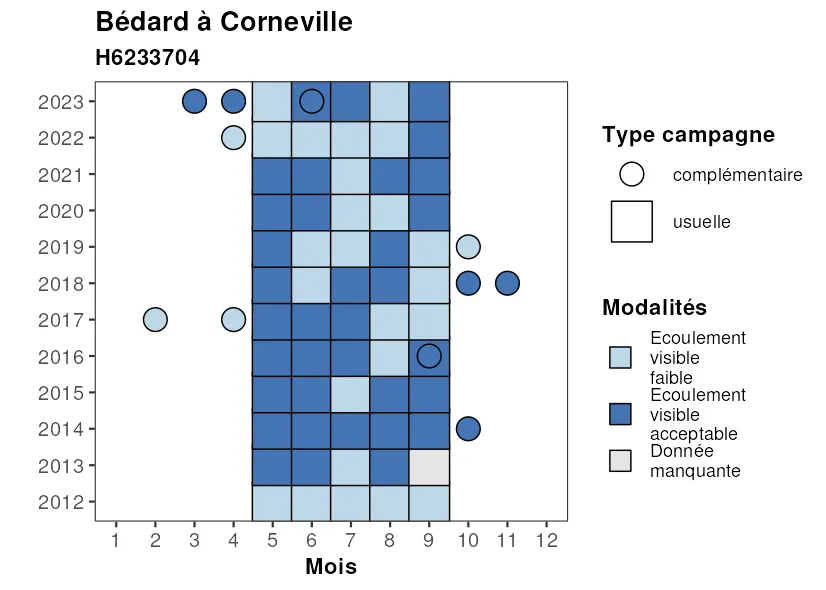 Bédard à Corneville
H6233704
2023
2022
2021
2020
2019
2018
2017
2016
2015
2014
2013
2012
1 2 3 4 5 6 7 8 9 10 11 12
Mois
Type campagne
complémentaire
usuelle
Modalités
Ecoulement
visible
faible
Ecoulement
visible
acceptable
Donnée
manquante